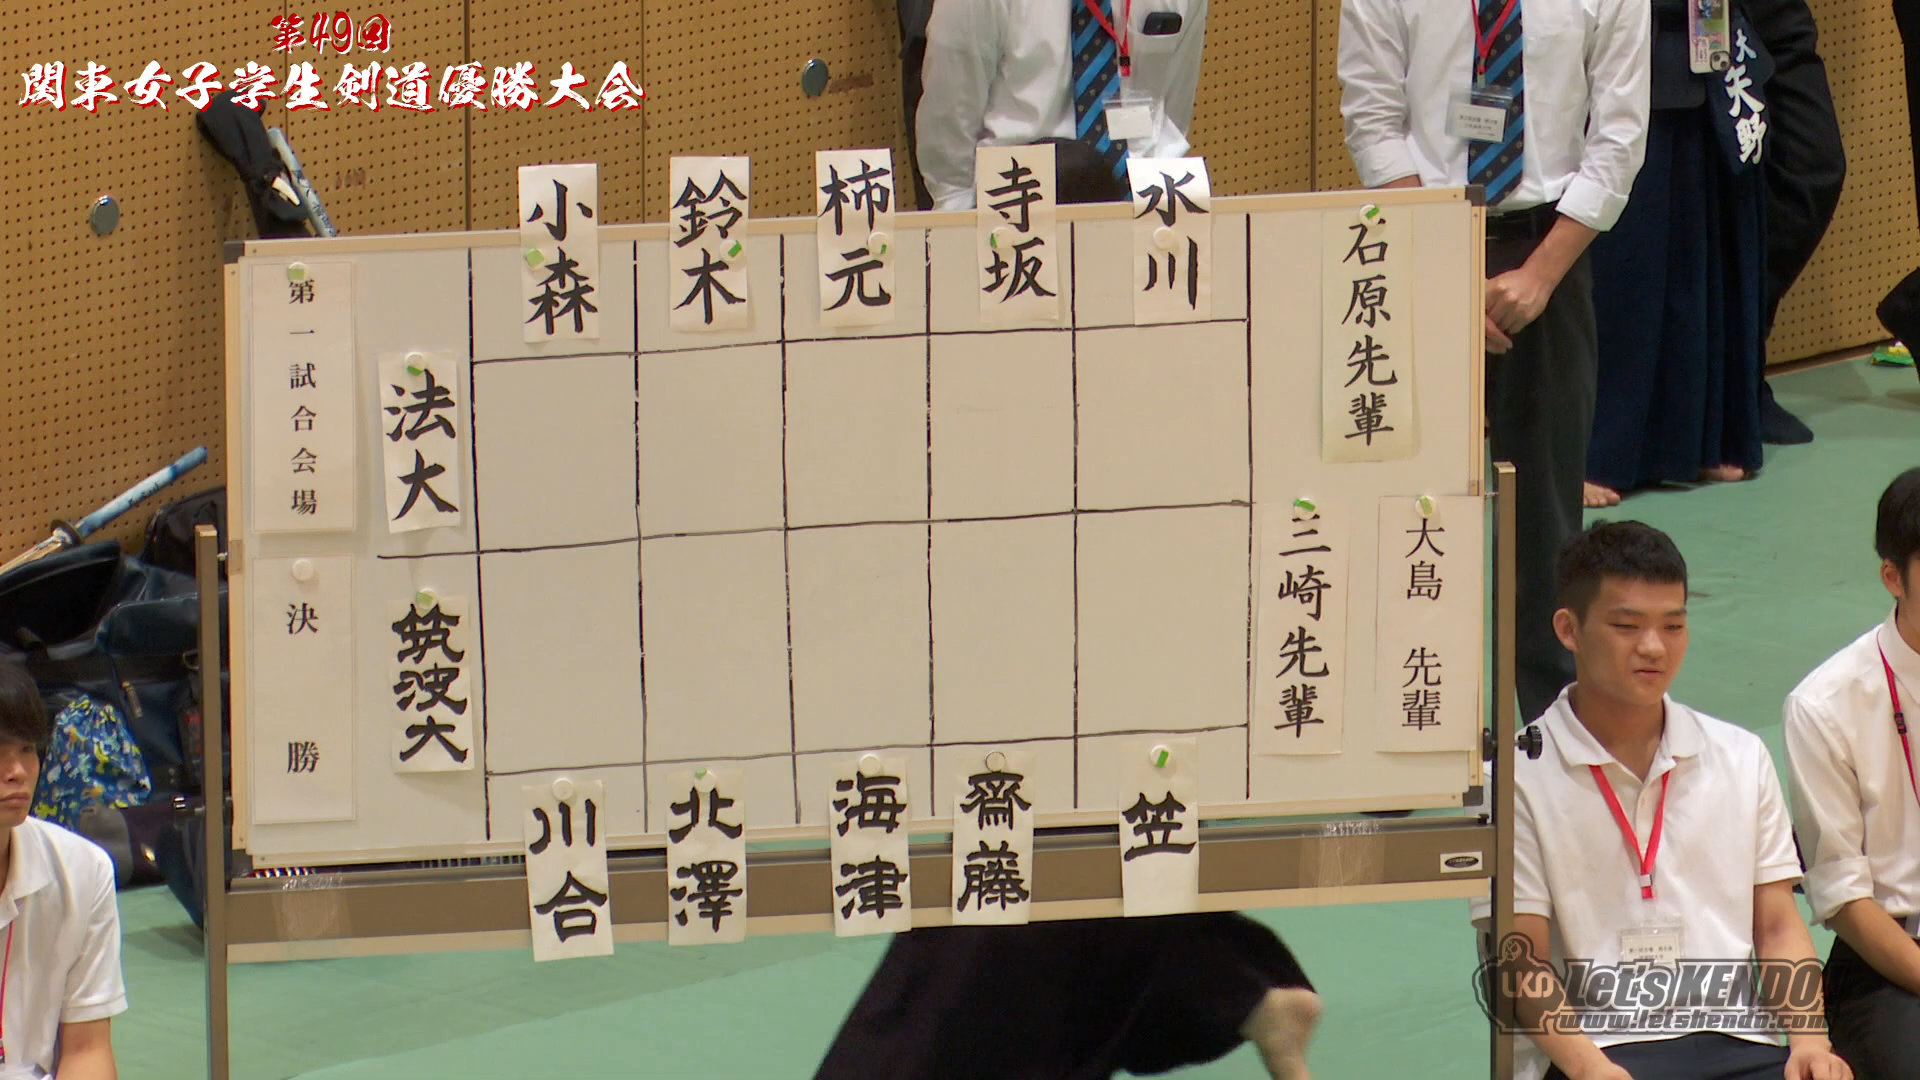 第49回
関東女子学生剣道優勝大会
大矢野
小森
鈴木
柿元
寺坂
水川
石原先輩
第一試合会場
法大
決勝
筑波大
三崎先輩
大島 先輩
川合
北澤
海津
齋藤
笠
LKD Let's KENDO!
www.letskendo.com